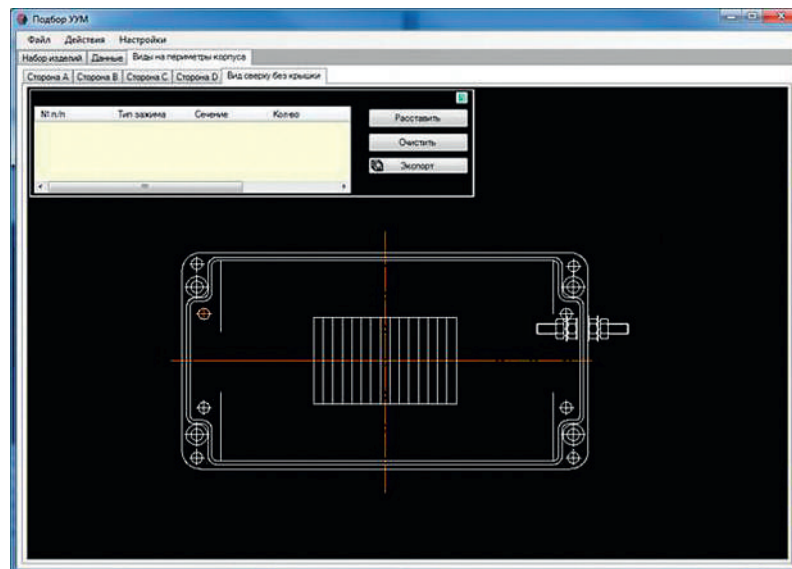 Подбор УУМ
Файл Действия Настройки
Набор изделий Данные Виды на периметры корпуса
Сторона A Сторона B Сторона C Сторона D Вид сверху без крышки
№ п/п Тип зажима Сечение Кол-во
Расставить
Очистить
Экспорт